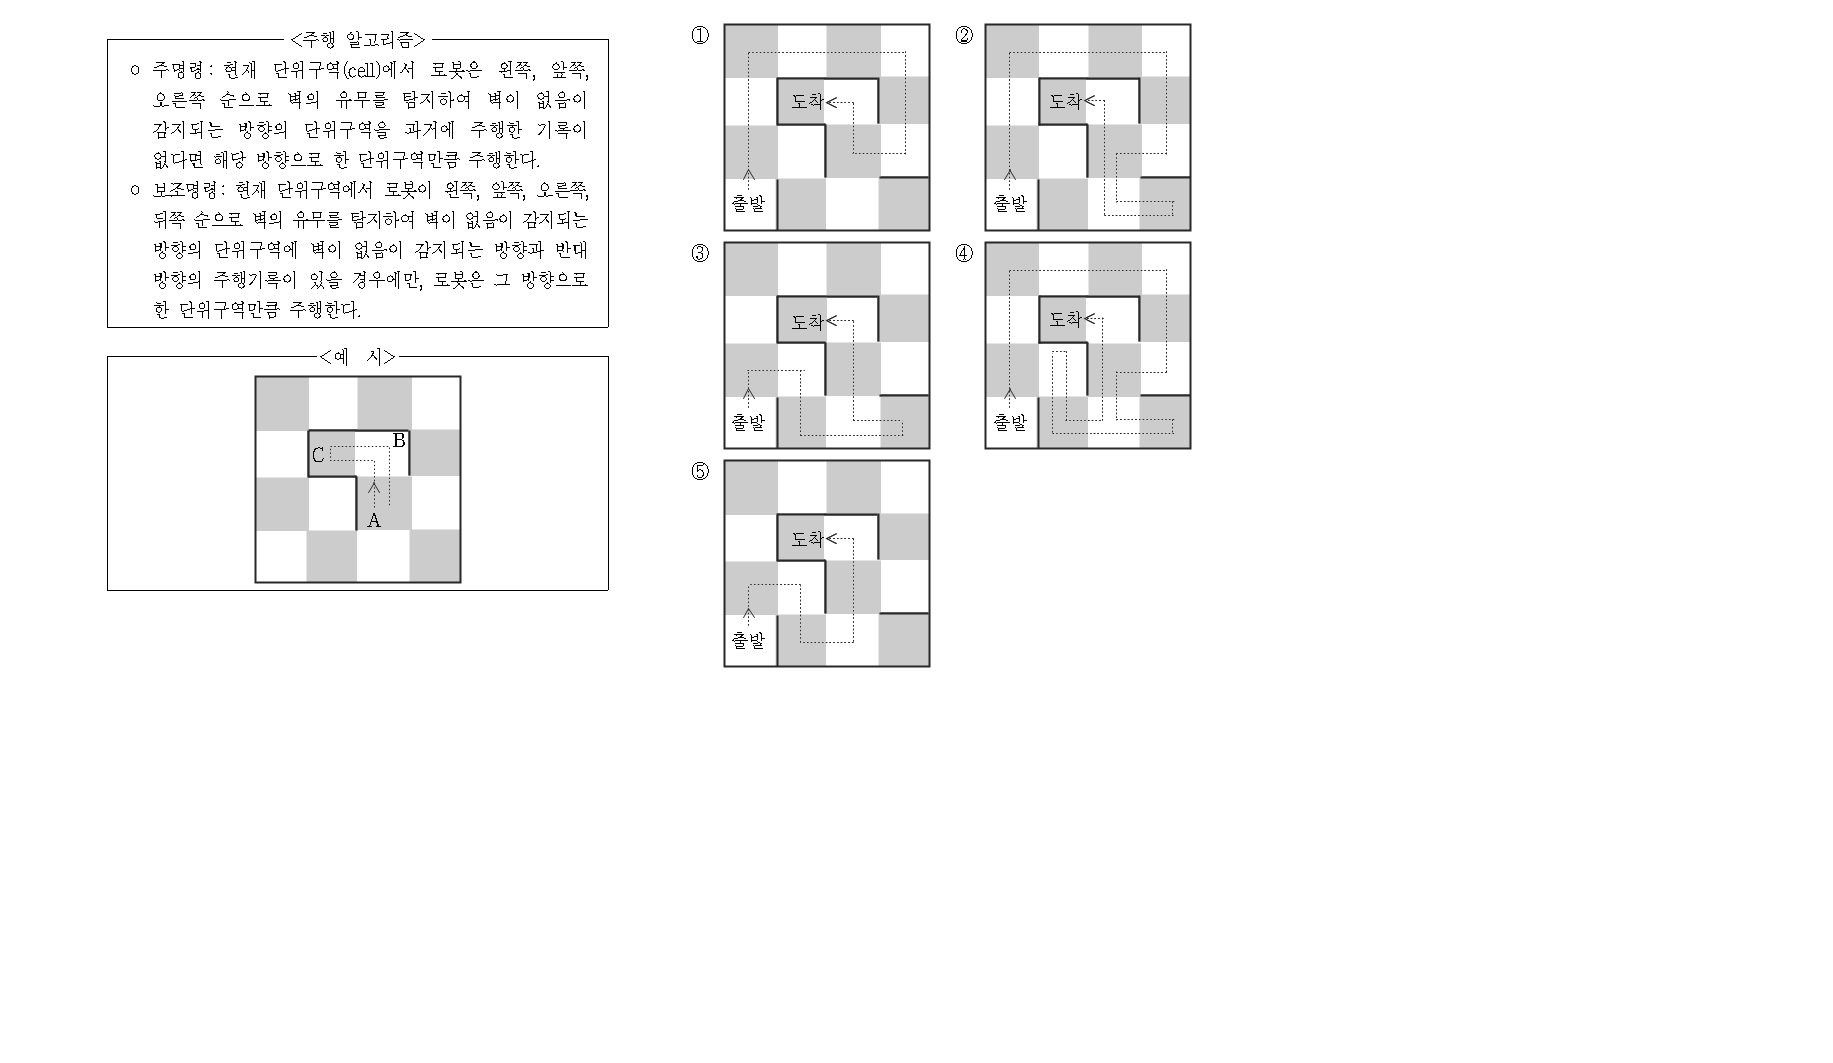 <주행 알고리즘>
○ 주명령: 현재 단위구역(cell)에서 로봇은 왼쪽, 앞쪽,
오른쪽 순으로 벽의 유무를 탐지하여 벽이 없음이
감지되는 방향의 단위구역을 과거에 주행한 기록이
없다면 해당 방향으로 한 단위구역만큼 주행한다.
○ 보조명령: 현재 단위구역에서 로봇이 왼쪽, 앞쪽, 오른쪽,
뒤쪽 순으로 벽의 유무를 탐지하여 벽이 없음이 감지되는
방향의 단위구역에 벽이 없음이 감지되는 방향과 반대
방향의 주행기록이 있을 경우에만, 로봇은 그 방향으로
한 단위구역만큼 주행한다.
<예 시>
B
C
A
①
도착
출발
②
도착
출발
③
도착
출발
④
도착
출발
⑤
도착
출발